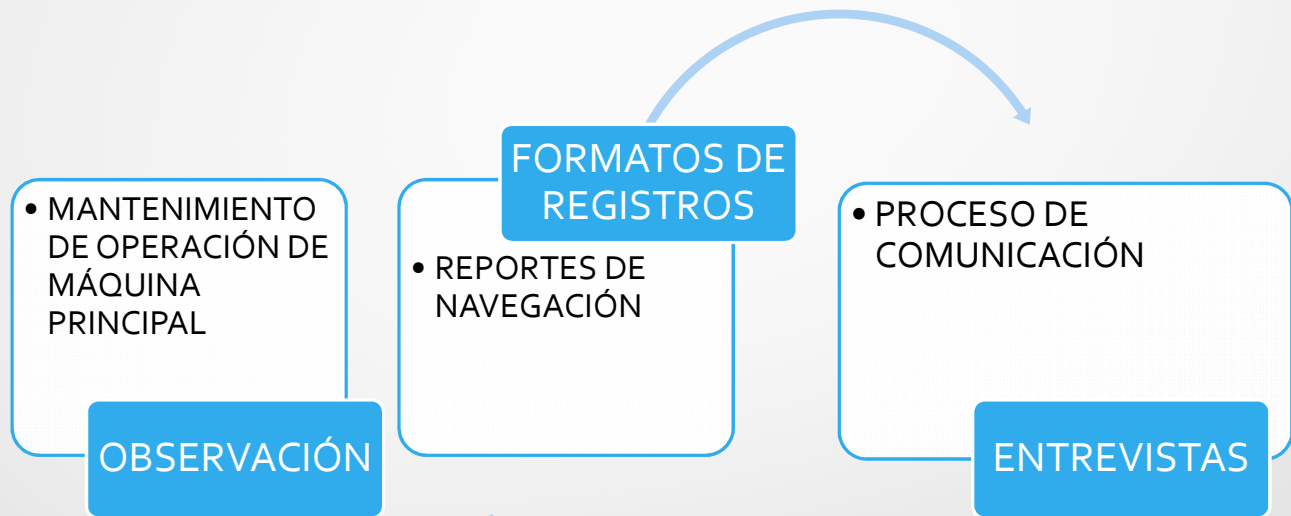 • MANTENIMIENTO
DE OPERACIÓN DE
MÁQUINA
PRINCIPAL
OBSERVACIÓN
FORMATOS DE
REGISTROS
• REPORTES DE
NAVEGACIÓN
• PROCESO DE
COMUNICACIÓN
ENTREVISTAS